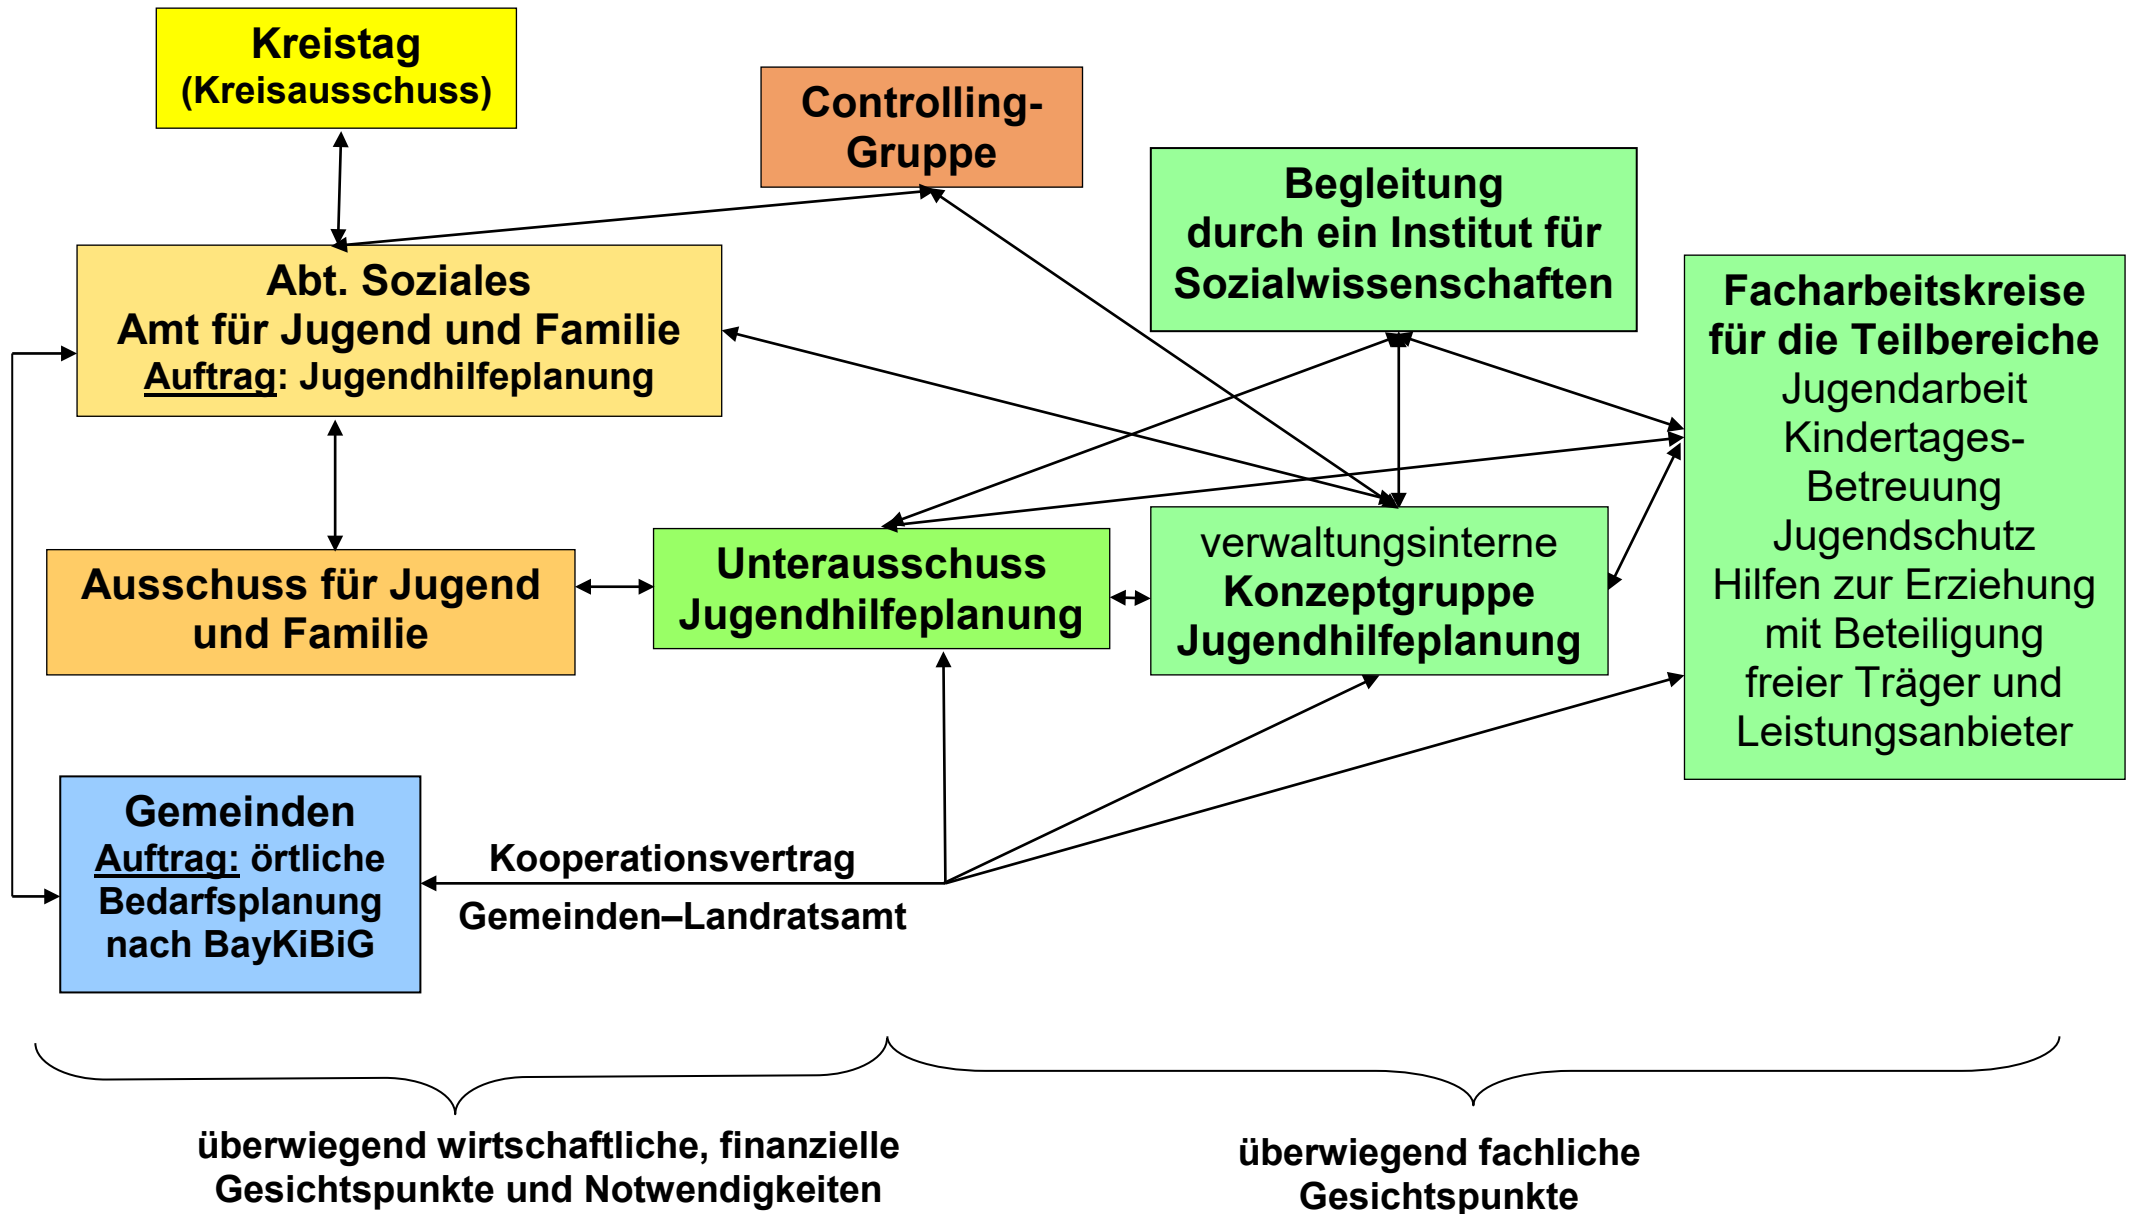 Kreistag
(Kreisausschuss)
Controlling-
Gruppe
Begleitung
durch ein Institut für
Sozialwissenschaften
Abt. Soziales
Amt für Jugend und Familie
Auftrag: Jugendhilfeplanung
Facharbeitskreise
für die Teilbereiche
Jugendarbeit
Kindertages-
Betreuung
Jugendschutz
Hilfen zur Erziehung
mit Beteiligung
freier Träger und
Leistungsanbieter
Ausschuss für Jugend
und Familie
Unterausschuss
Jugendhilfeplanung
verwaltungsinterne
Konzeptgruppe
Jugendhilfeplanung
Gemeinden
Auftrag: örtliche
Bedarfsplanung
nach BayKiBiG
Kooperationsvertrag
Gemeinden–Landratsamt
überwiegend wirtschaftliche, finanzielle
Gesichtspunkte und Notwendigkeiten
überwiegend fachliche
Gesichtspunkte